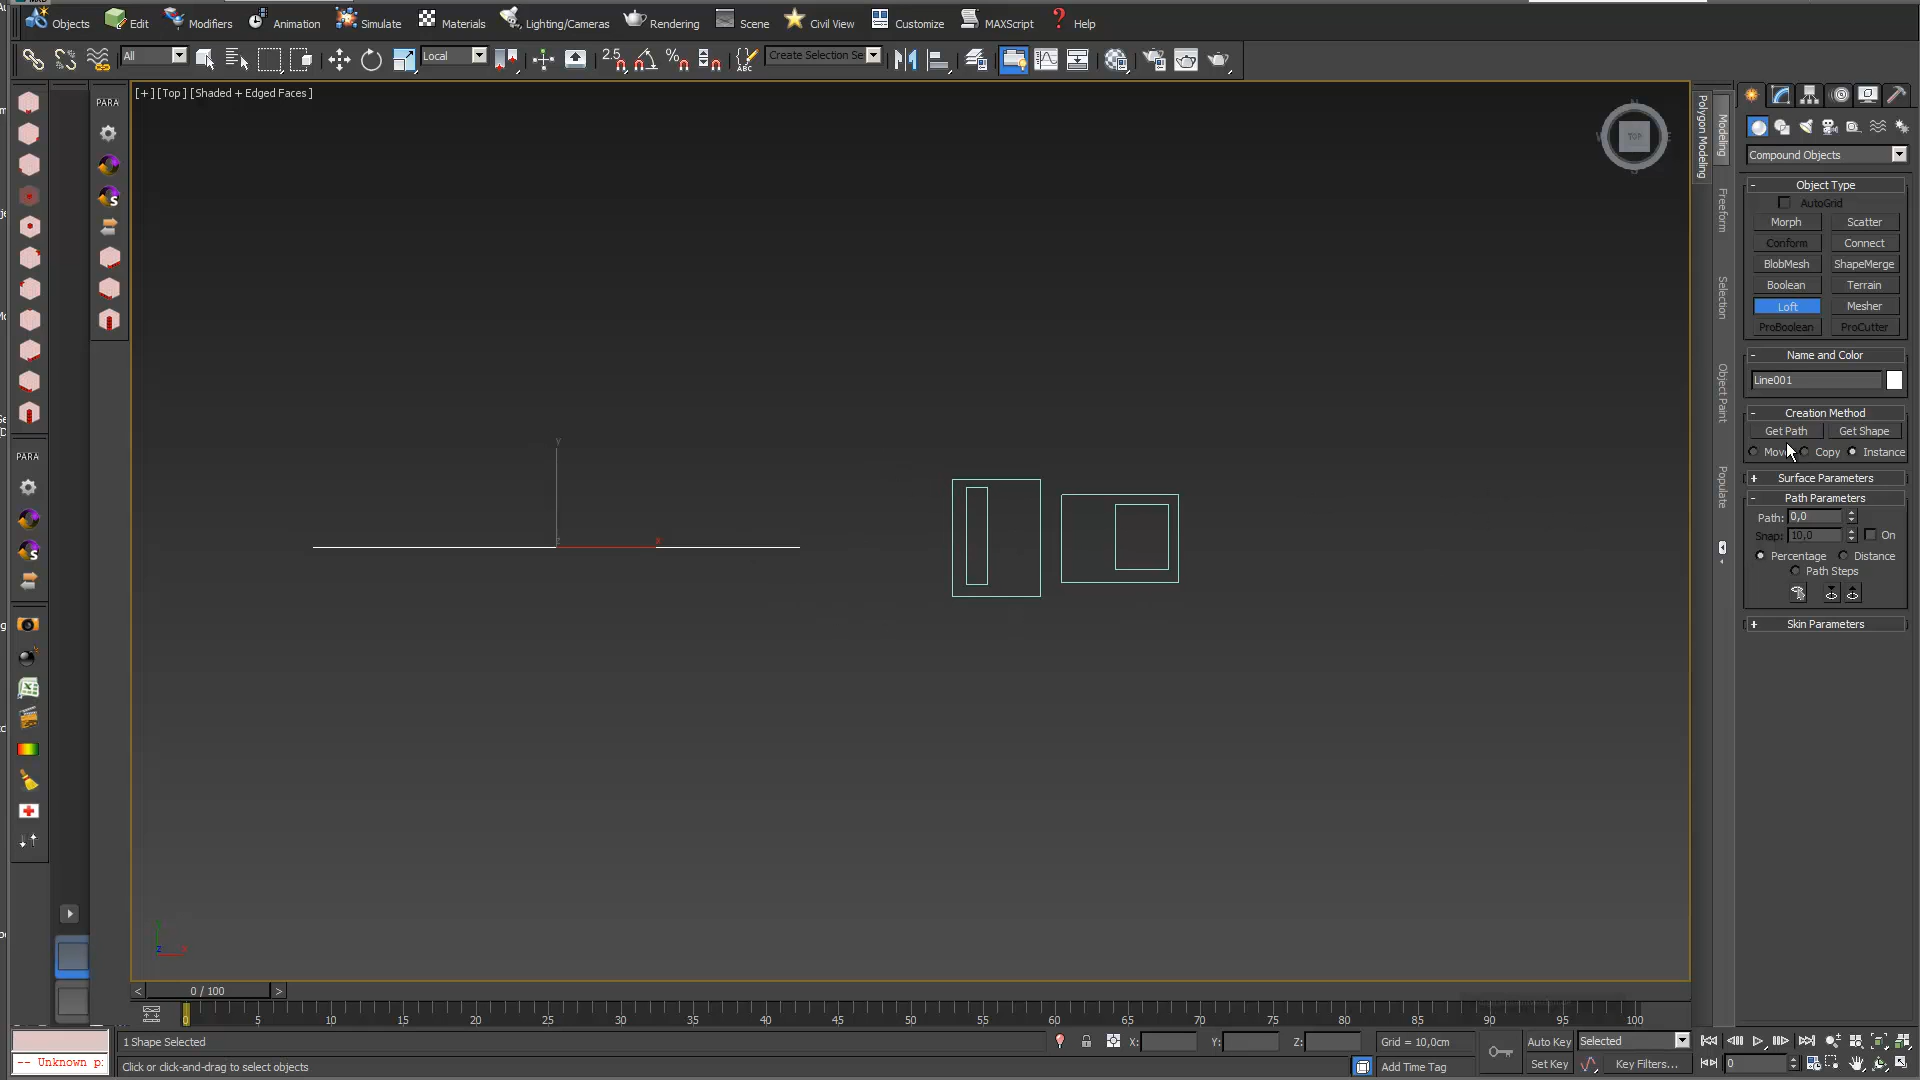 Objects Edit Modifiers Animation Simulate Materials Lighting/Cameras Rendering Scene Civil View Customize MAXScript Help
All Local 2.5 Create Selection Se
[+] [Top ] [Shaded + Edged Faces ]
PARA
PARA
TOP
y
x
Polygon Modeling
Modeling
Freeform
Selection
Object Paint
Populate
Compound Objects
- Object Type
AutoGrid
Morph Scatter
Conform Connect
BlobMesh ShapeMerge
Boolean Terrain
Loft Mesher
ProBoolean ProCutter
- Name and Color
Line001
- Creation Method
Get Path Get Shape
Move Copy Instance
+ Surface Parameters
- Path Parameters
Path: 0,0
Snap: 10,0 On
Percentage Distance
Path Steps
+ Skin Parameters
< 0 / 100 >
0 5 10 15 20 25 30 35 40 45 50 55 60 65 70 75 80 85 90 95 100
1 Shape Selected X: Y: Z: Grid = 10,0cm Auto Key Selected
-- Unknown p: Click or click-and-drag to select objects Add Time Tag Set Key Key Filters... 0